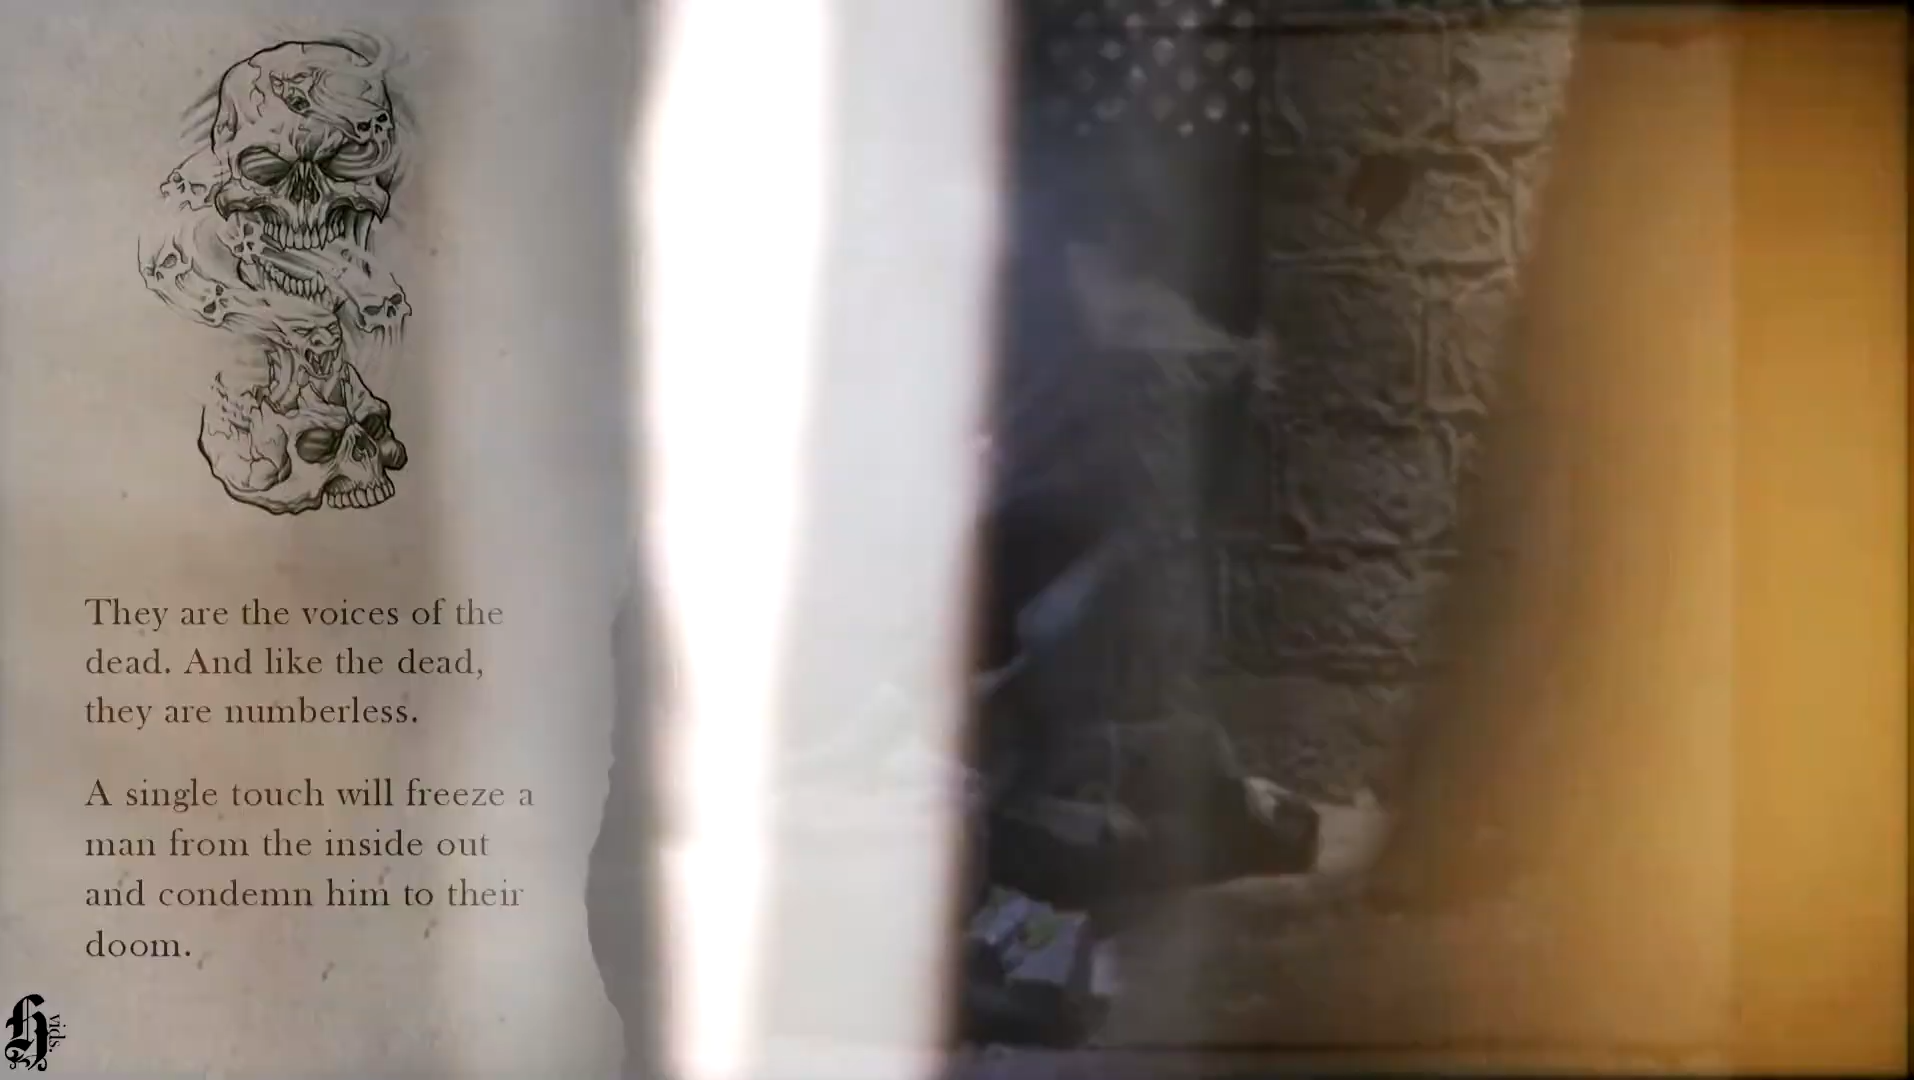 They are the voices of the
dead. And like the dead,
they are numberless.
A single touch will freeze a
man from the inside out
and condemn him to their
doom.
H
vids.